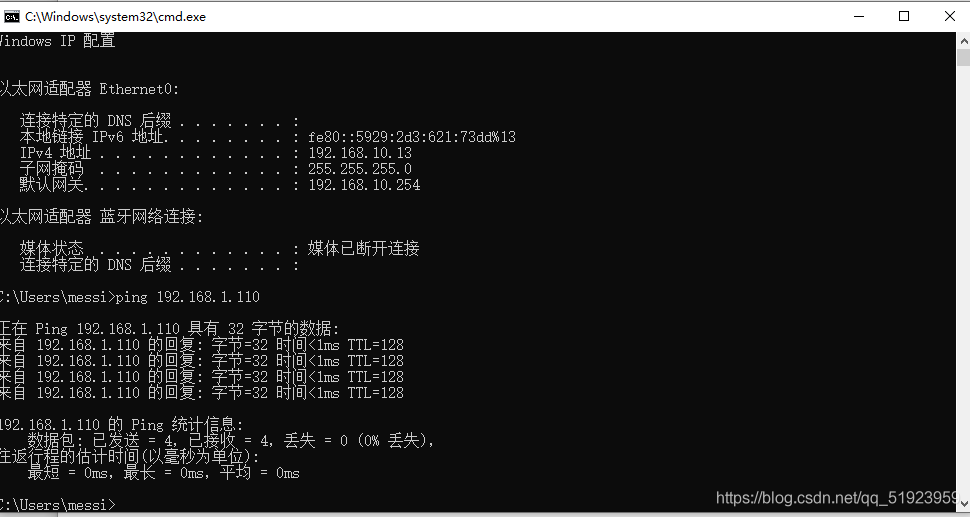 C:\Windows\system32\cmd.exe
Windows IP 配置
以太网适配器 Ethernet0:
连接特定的 DNS 后缀 . . . . . . . :
本地链接 IPv6 地址. . . . . . . . : fe80::5929:2d3:621:73dd%13
IPv4 地址 . . . . . . . . . . . . : 192.168.10.13
子网掩码 . . . . . . . . . . . . : 255.255.255.0
默认网关. . . . . . . . . . . . . : 192.168.10.254
以太网适配器 蓝牙网络连接:
媒体状态 . . . . . . . . . . . . : 媒体已断开连接
连接特定的 DNS 后缀 . . . . . . . :
C:\Users\messi>ping 192.168.1.110
正在 Ping 192.168.1.110 具有 32 字节的数据:
来自 192.168.1.110 的回复: 字节=32 时间<1ms TTL=128
来自 192.168.1.110 的回复: 字节=32 时间<1ms TTL=128
来自 192.168.1.110 的回复: 字节=32 时间<1ms TTL=128
来自 192.168.1.110 的回复: 字节=32 时间<1ms TTL=128
192.168.1.110 的 Ping 统计信息:
数据包: 已发送 = 4, 已接收 = 4, 丢失 = 0 (0% 丢失),
往返行程的估计时间(以毫秒为单位):
最短 = 0ms, 最长 = 0ms, 平均 = 0ms
C:\Users\messi>
https://blog.csdn.net/qq_51923959